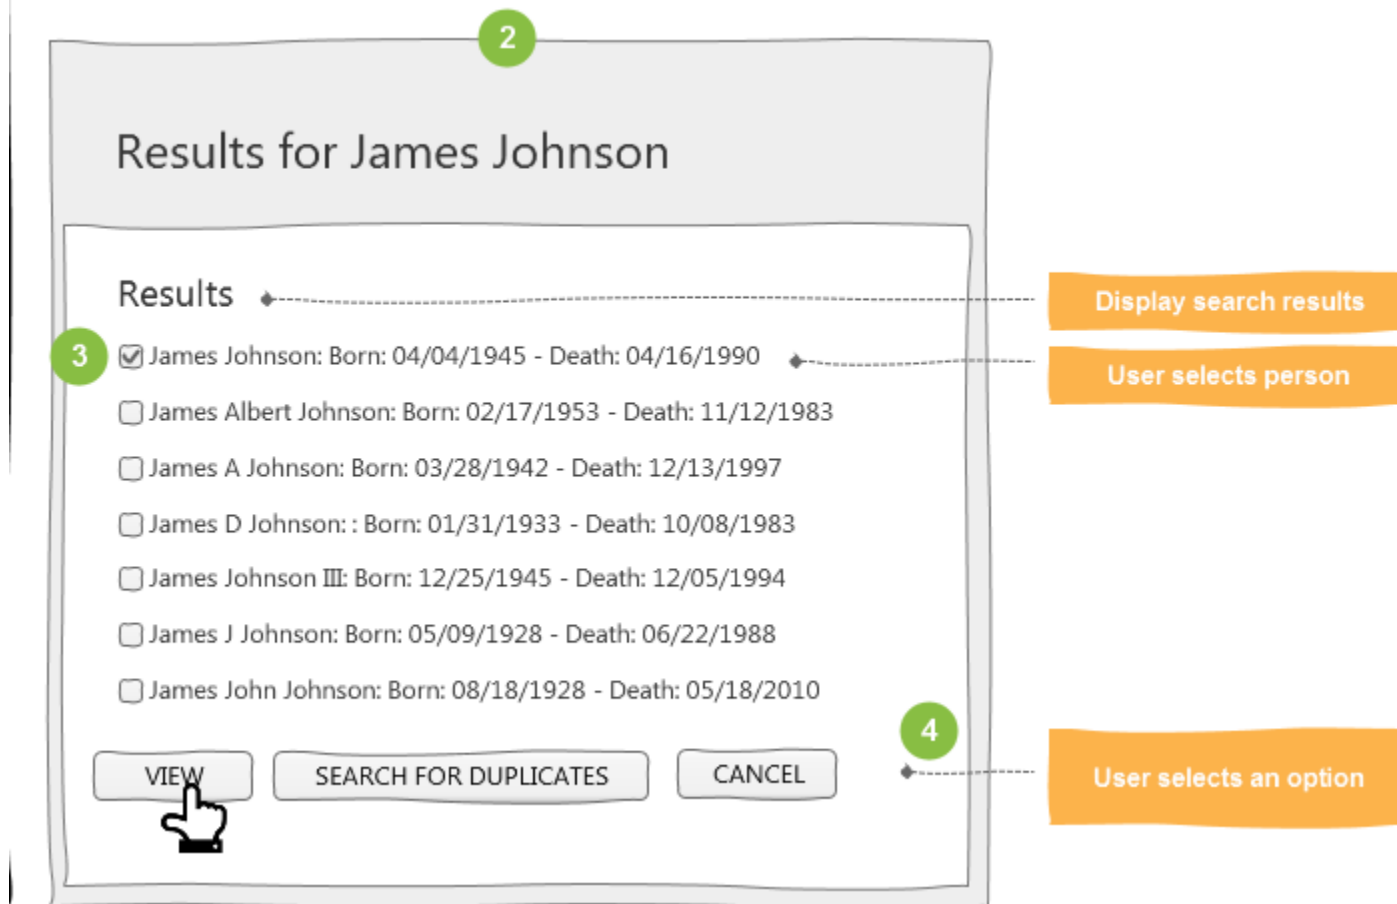 2
Results for James Johnson
Results
Display search results
3
James Johnson: Born: 04/04/1945 - Death: 04/16/1990
User selects person
James Albert Johnson: Born: 02/17/1953 - Death: 11/12/1983
James A Johnson: Born: 03/28/1942 - Death: 12/13/1997
James D Johnson: : Born: 01/31/1933 - Death: 10/08/1983
James Johnson III: Born: 12/25/1945 - Death: 12/05/1994
James J Johnson: Born: 05/09/1928 - Death: 06/22/1988
James John Johnson: Born: 08/18/1928 - Death: 05/18/2010
4
VIEW
SEARCH FOR DUPLICATES
CANCEL
User selects an option